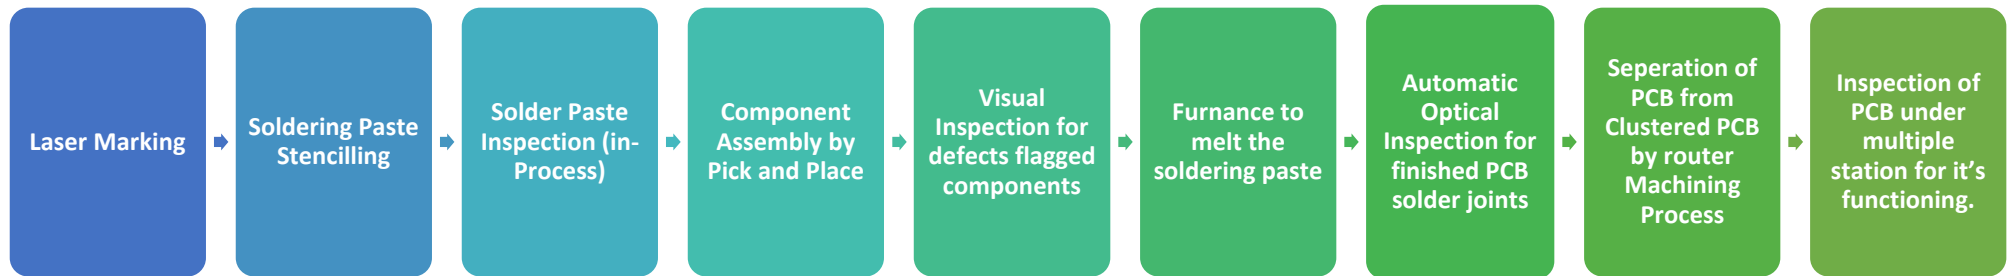 Laser Marking
Soldering Paste
Stencilling
Solder Paste
Inspection (in-
Process)
Component
Assembly by
Pick and Place
Visual
Inspection for
defects flagged
components
Furnance to
melt the
soldering paste
Automatic
Optical
Inspection for
finished PCB
solder joints
Seperation of
PCB from
Clustered PCB
by router
Machining
Process
Inspection of
PCB under
multiple
station for it’s
functioning.